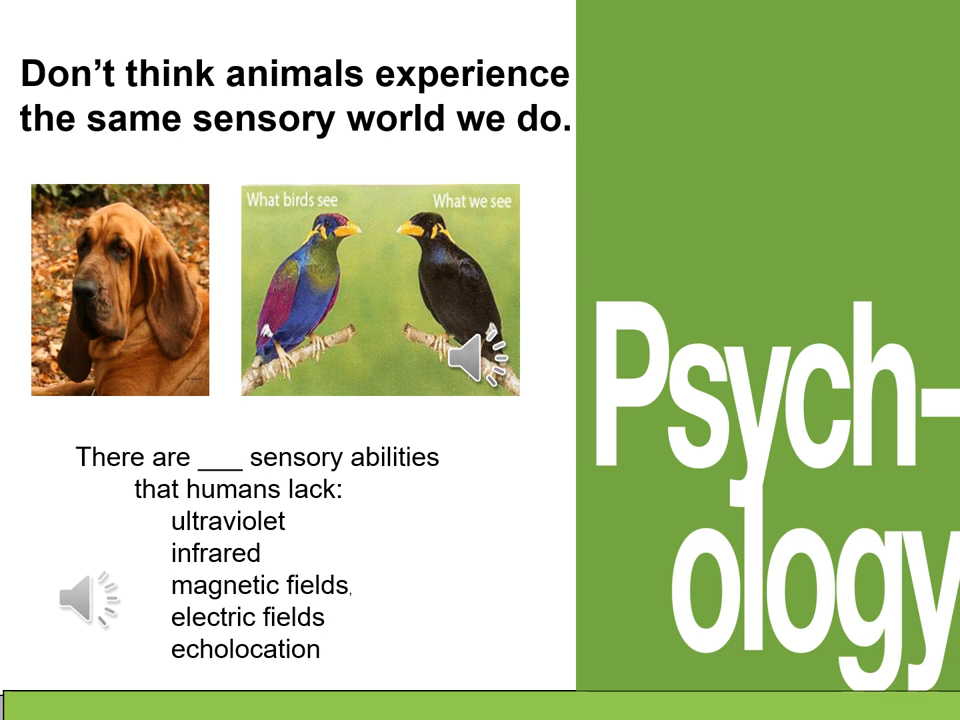 Don’t think animals experience
the same sensory world we do.
What birds see
What we see
There are ___ sensory abilities
that humans lack:
ultraviolet
infrared
magnetic fields,
electric fields
echolocation
Psych-
ology